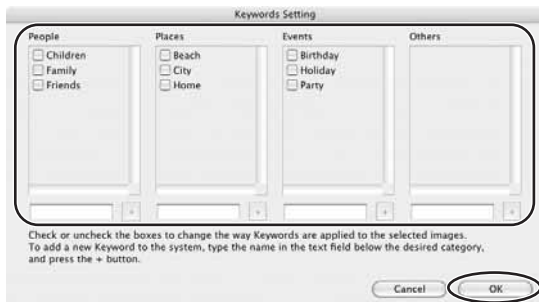 Keywords Setting
People Places Events Others
Children Beach Birthday
Family City Holiday
Friends Home Party
+ + + +
Check or uncheck the boxes to change the way Keywords are applied to the selected images.
To add a new Keyword to the system, type the name in the text field below the desired category,
and press the + button.
Cancel OK